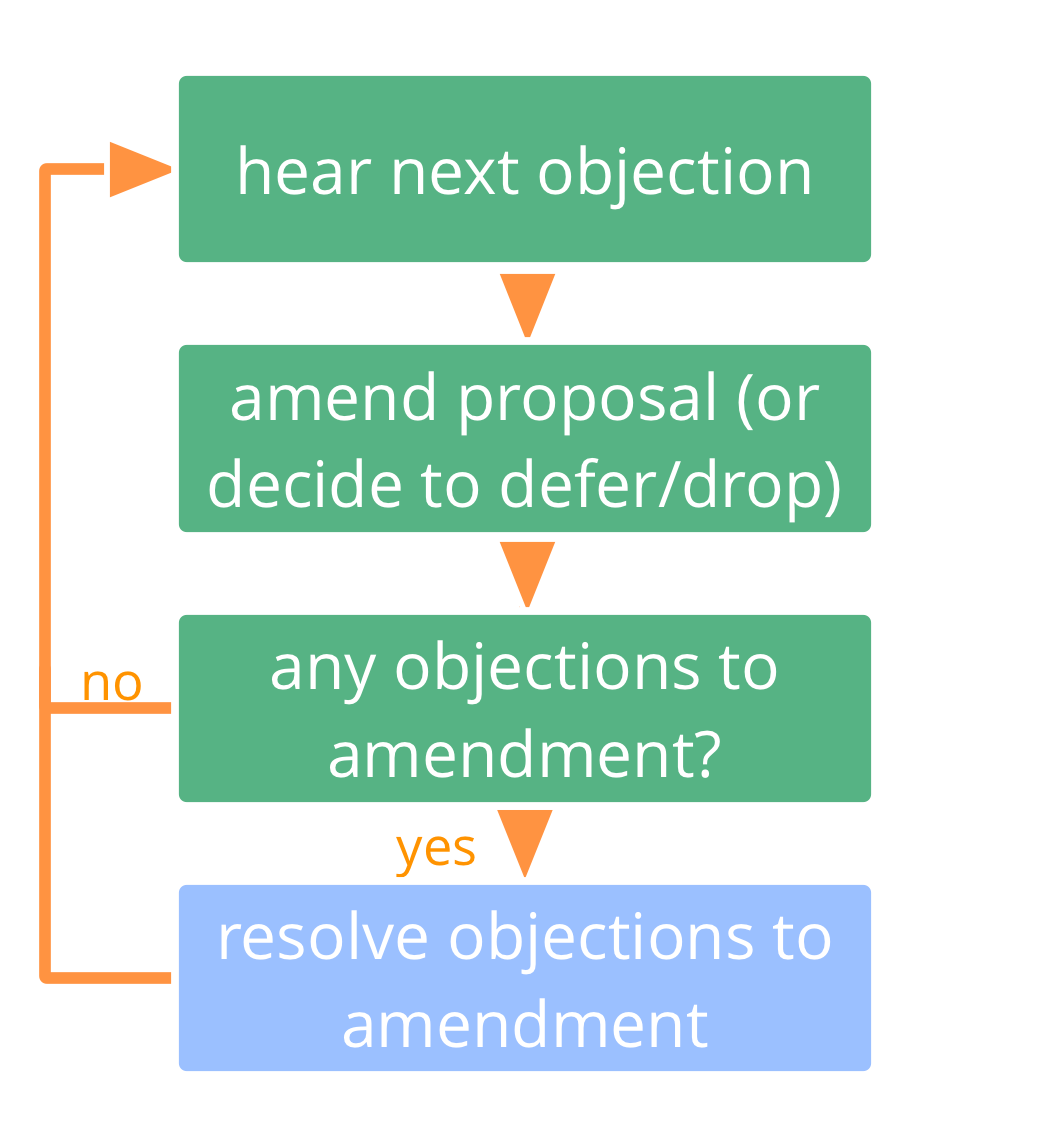 hear next objection
amend proposal (or
decide to defer/drop)
any objections to
amendment?
no
yes
resolve objections to
amendment